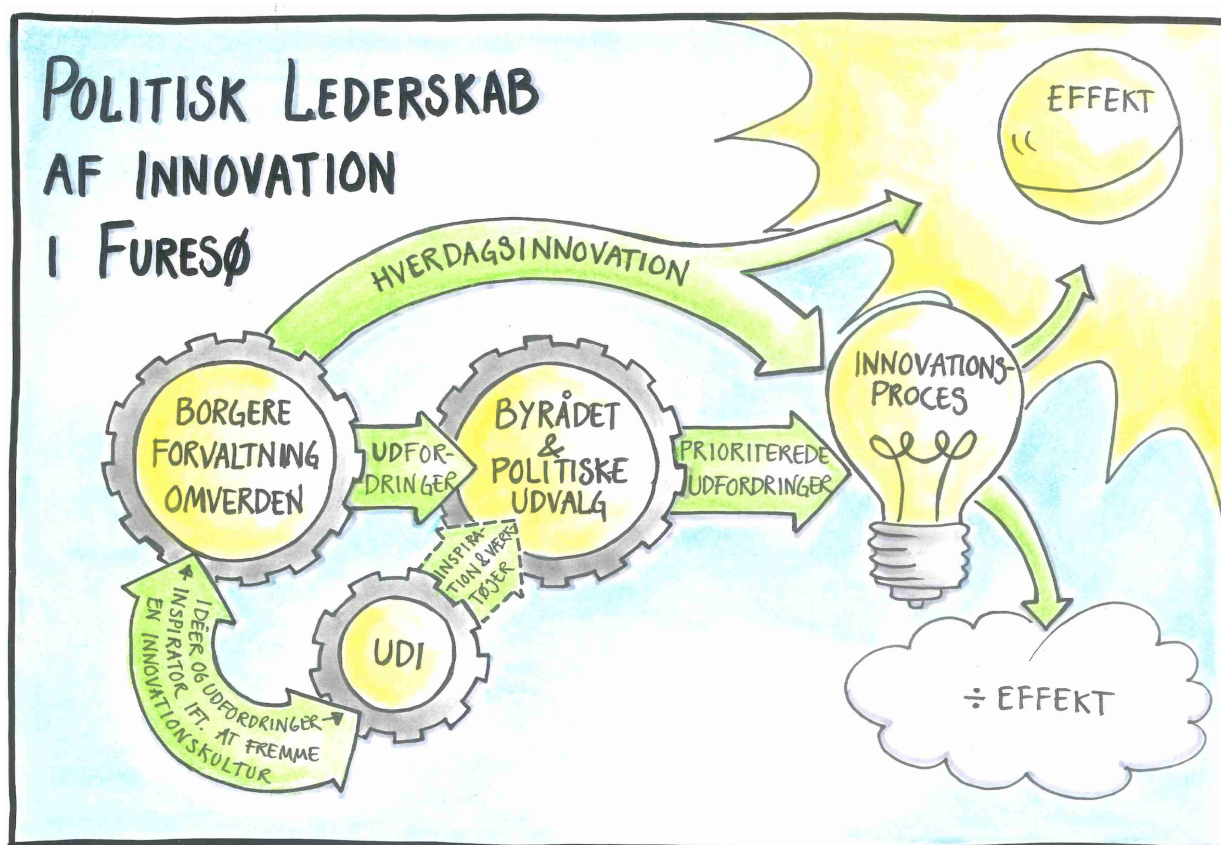 POLITISK LEDERSKAB
AF INNOVATION
I FURESØ
EFFEKT
HVERDAGSINNOVATION
BORGERE
FORVALTNING
OMVERDEN
UDFOR-
DRINGER
BYRÅDET
&
POLITISKE
UDVALG
PRIORITEREDE
UDFORDRINGER
INNOVATIONS-
PROCES
INSPIRA-
TION & VÆRK
TØJER
UDI
IDÉER OG UDFORDRINGER
INSPIRATOR IFT. AT FREMME
EN INNOVATIONSKULTUR
÷ EFFEKT